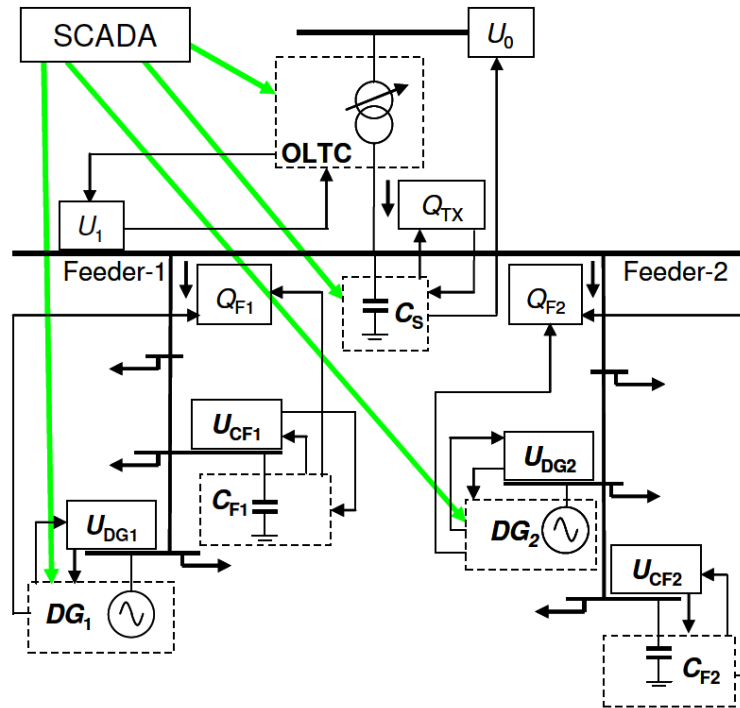 SCADA
U0
OLTC
QTX
U1
Feeder-1
Feeder-2
QF1
CS
QF2
UCF1
UDG2
CF1
UDG1
DG2
UCF2
DG1
CF2